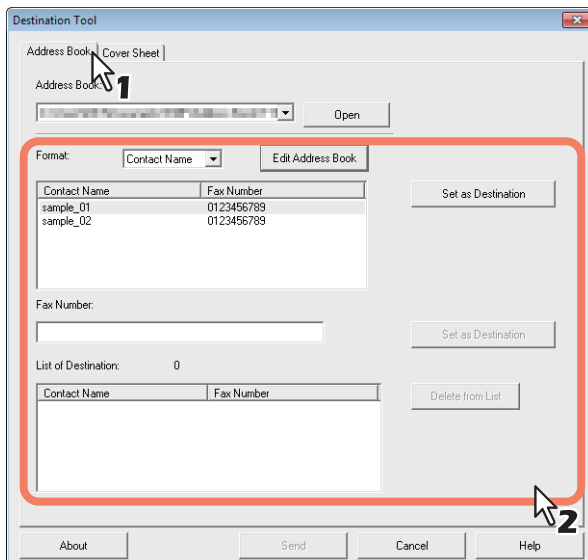 Destination Tool
Address Book Cover Sheet
1
Address Book:
Open
Format: Contact Name Edit Address Book
Contact Name Fax Number
sample_01 0123456789
sample_02 0123456789
Set as Destination
Fax Number:
Set as Destination
List of Destination: 0
Contact Name Fax Number
Delete from List
2
About Send Cancel Help